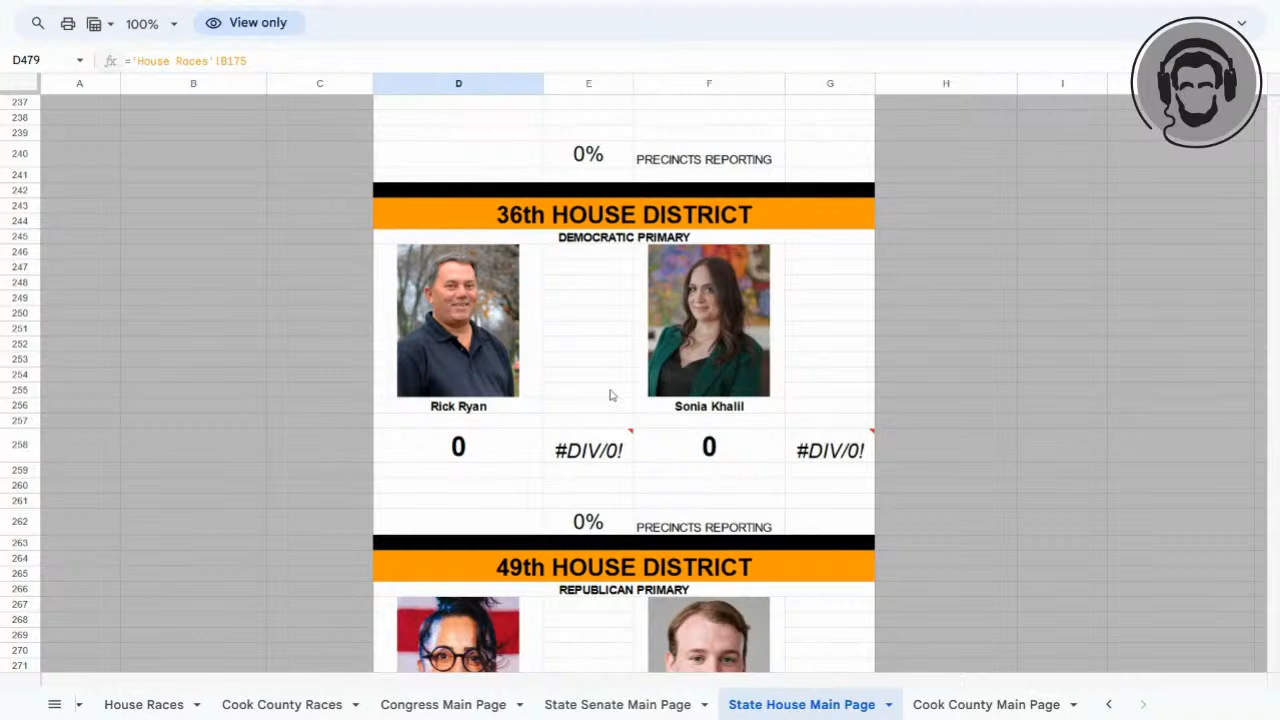 100%
View only
D479
='House Races'!B175
A B C D E F G H I
237
238
239
240 0% PRECINCTS REPORTING
241
242
243 36th HOUSE DISTRICT
244
245 DEMOCRATIC PRIMARY
246
247
248
249
250
251
252
253
254
255
256 Rick Ryan Sonia Khalil
257
258 0 #DIV/0! 0 #DIV/0!
259
260
261
262 0% PRECINCTS REPORTING
263
264 49th HOUSE DISTRICT
265
266 REPUBLICAN PRIMARY
267
268
269
270
271
House Races Cook County Races Congress Main Page State Senate Main Page State House Main Page Cook County Main Page